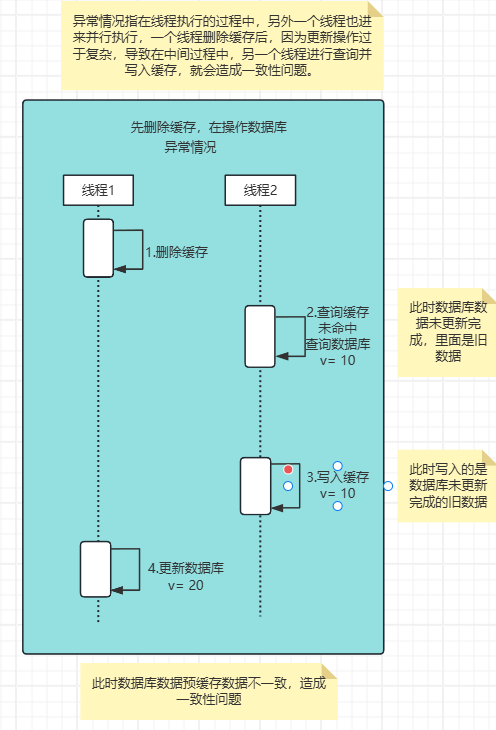 异常情况指在线程执行的过程中，另外一个线程也进
来并行执行，一个线程删除缓存后，因为更新操作过
于复杂，导致在中间过程中，另一个线程进行查询并
写入缓存，就会造成一致性问题。
先删除缓存，在操作数据库
异常情况
线程1
线程2
1.删除缓存
2.查询缓存
未命中
查询数据库
v= 10
此时数据库数
据未更新完
成，里面是旧
数据
3.写入缓存
v= 10
此时写入的是
数据库未更新
完成的旧数据
4.更新数据库
v= 20
此时数据库数据预缓存数据不一致，造成
一致性问题